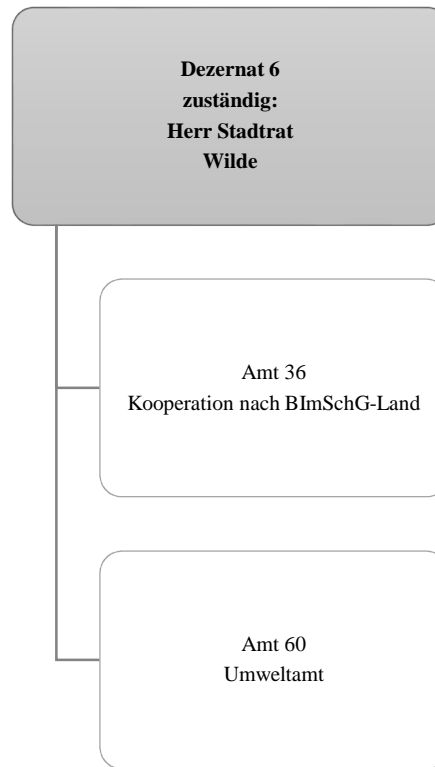 Dezernat 6
zuständig:
Herr Stadtrat
Wilde
Amt 36
Kooperation nach BImSchG-Land
Amt 60
Umweltamt